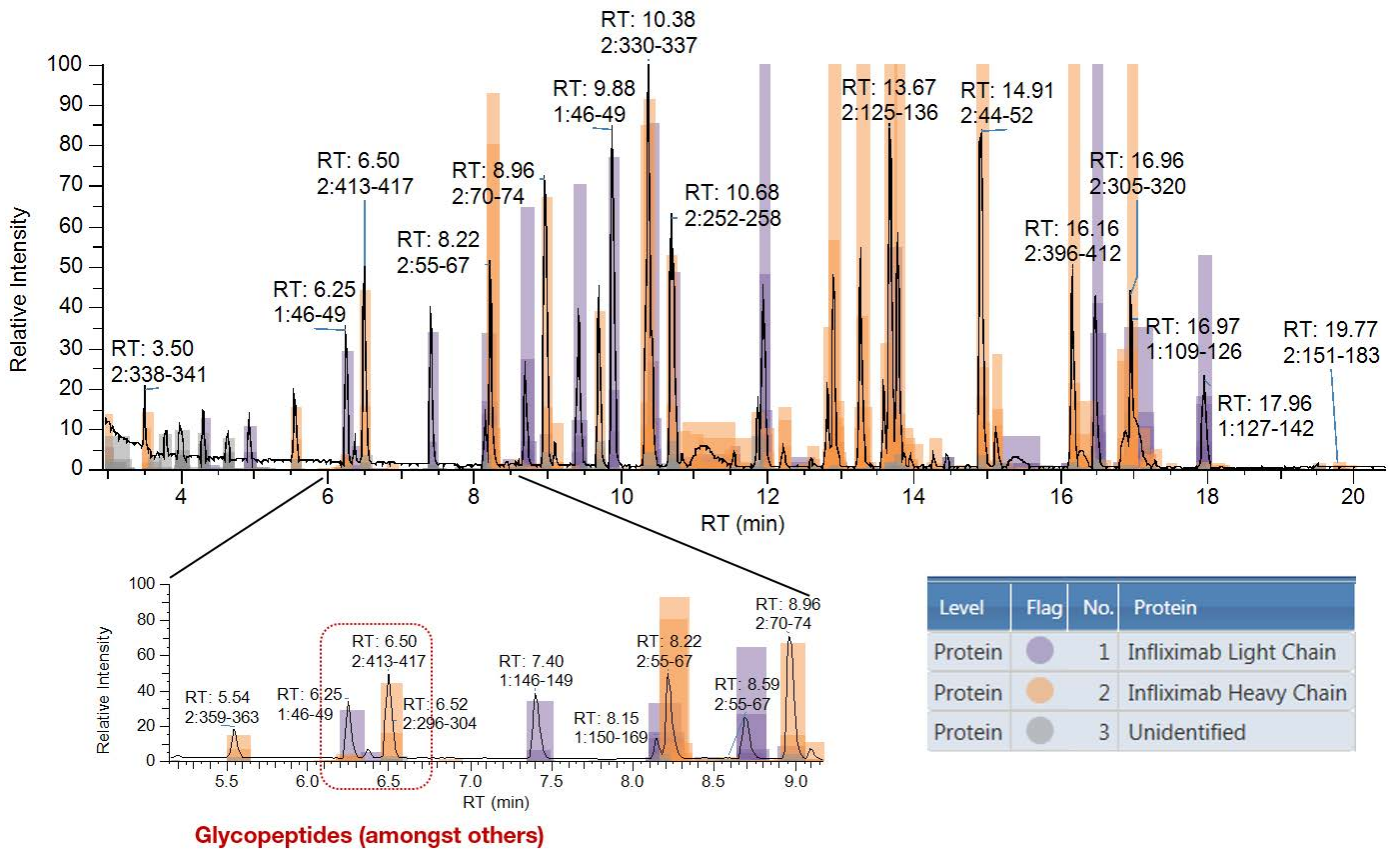 RT: 10.38
2:330-337
RT: 9.88
1:46-49
RT: 13.67
2:125-136
RT: 14.91
2:44-52
RT: 6.50
2:413-417
RT: 8.96
2:70-74
RT: 16.96
2:305-320
RT: 10.68
2:252-258
RT: 8.22
2:55-67
RT: 16.16
2:396-412
RT: 6.25
1:46-49
RT: 3.50
2:338-341
RT: 16.97
1:109-126
RT: 19.77
2:151-183
RT: 17.96
1:127-142
Relative Intensity
100
90
80
70
60
50
40
30
20
10
0
4 6 8 10 12 14 16 18 20
RT (min)
100
80
60
40
20
0
Relative Intensity
RT: 8.96
2:70-74
RT: 6.50
2:413-417
RT: 8.22
2:55-67
RT: 7.40
1:146-149
RT: 5.54
2:359-363
RT: 6.25
1:46-49
RT: 6.52
2:296-304
RT: 8.59
2:55-67
RT: 8.15
1:150-169
5.5 6.0 6.5 7.0 7.5 8.0 8.5 9.0
RT (min)
Glycopeptides (amongst others)
Level Flag No. Protein
Protein 1 Infliximab Light Chain
Protein 2 Infliximab Heavy Chain
Protein 3 Unidentified